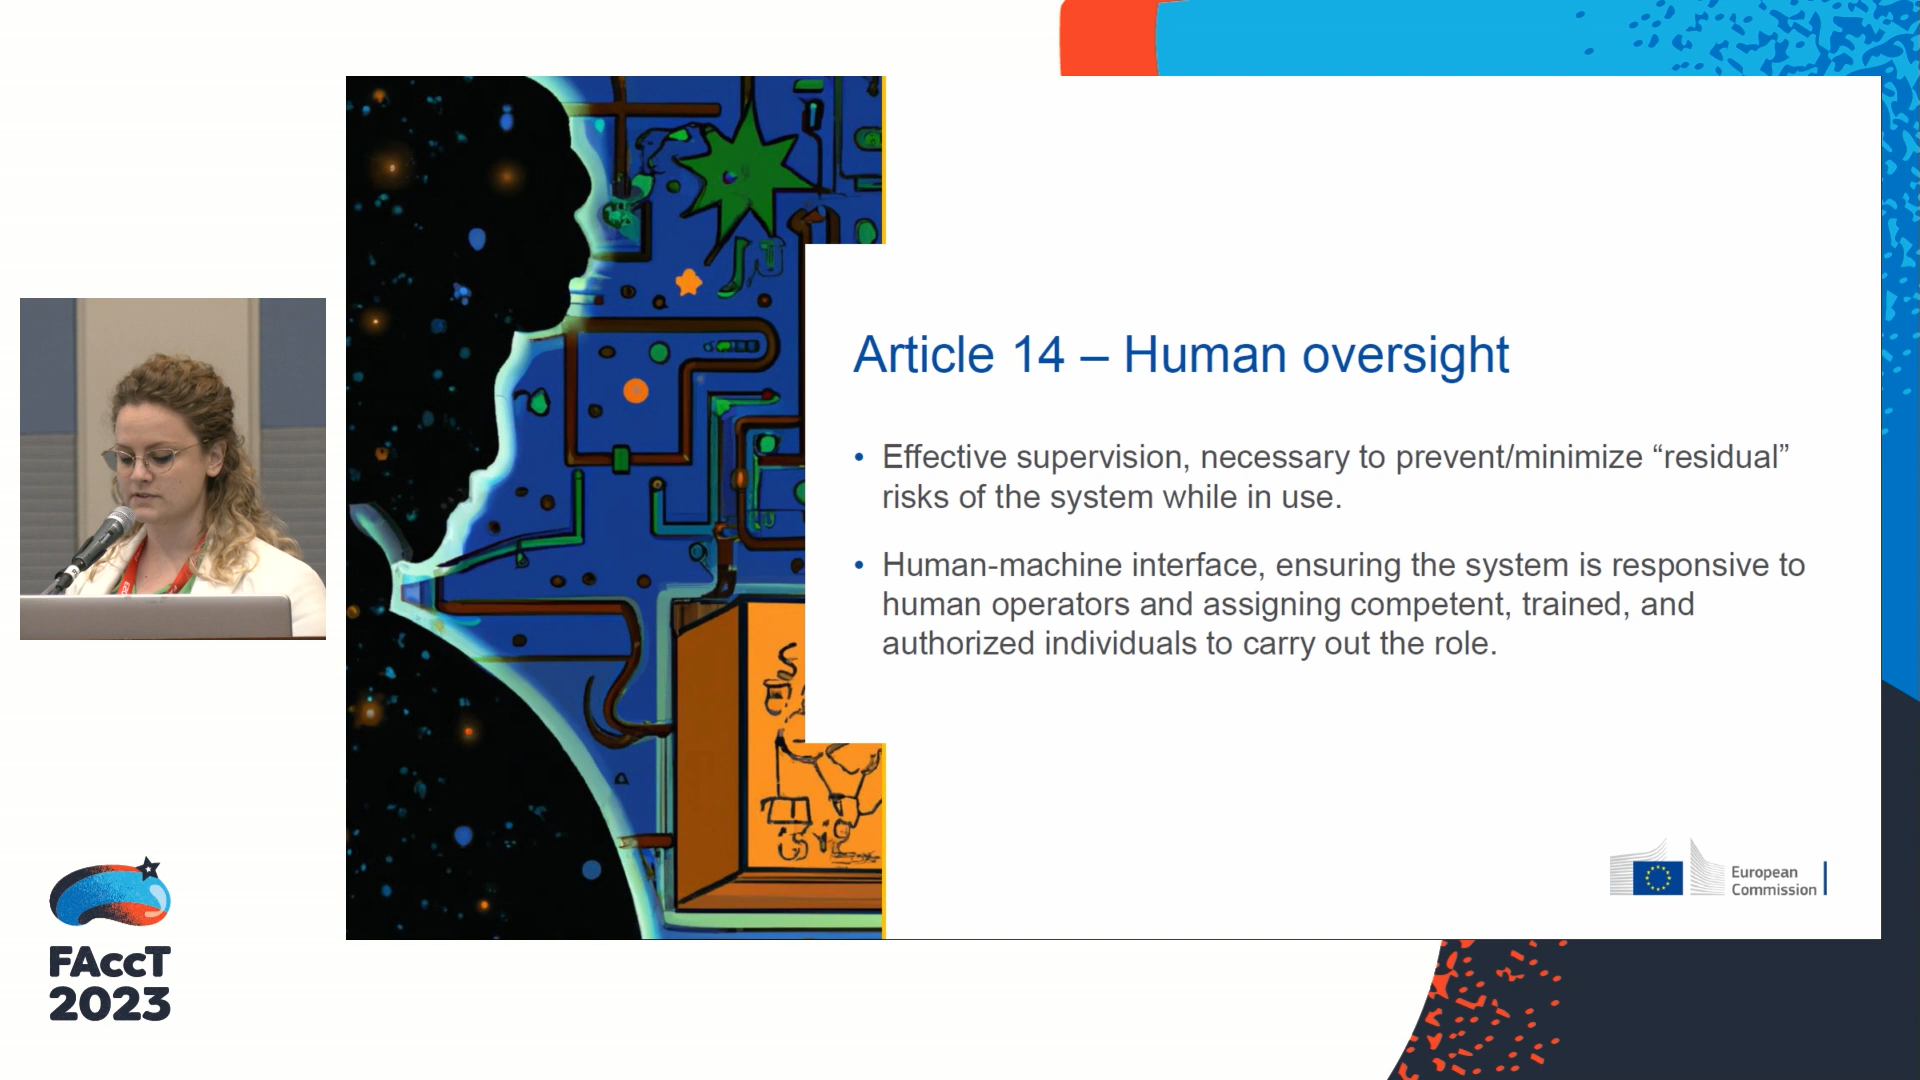 Article 14 – Human oversight
• Effective supervision, necessary to prevent/minimize “residual”
risks of the system while in use.
• Human-machine interface, ensuring the system is responsive to
human operators and assigning competent, trained, and
authorized individuals to carry out the role.
European
Commission
FAccT
2023